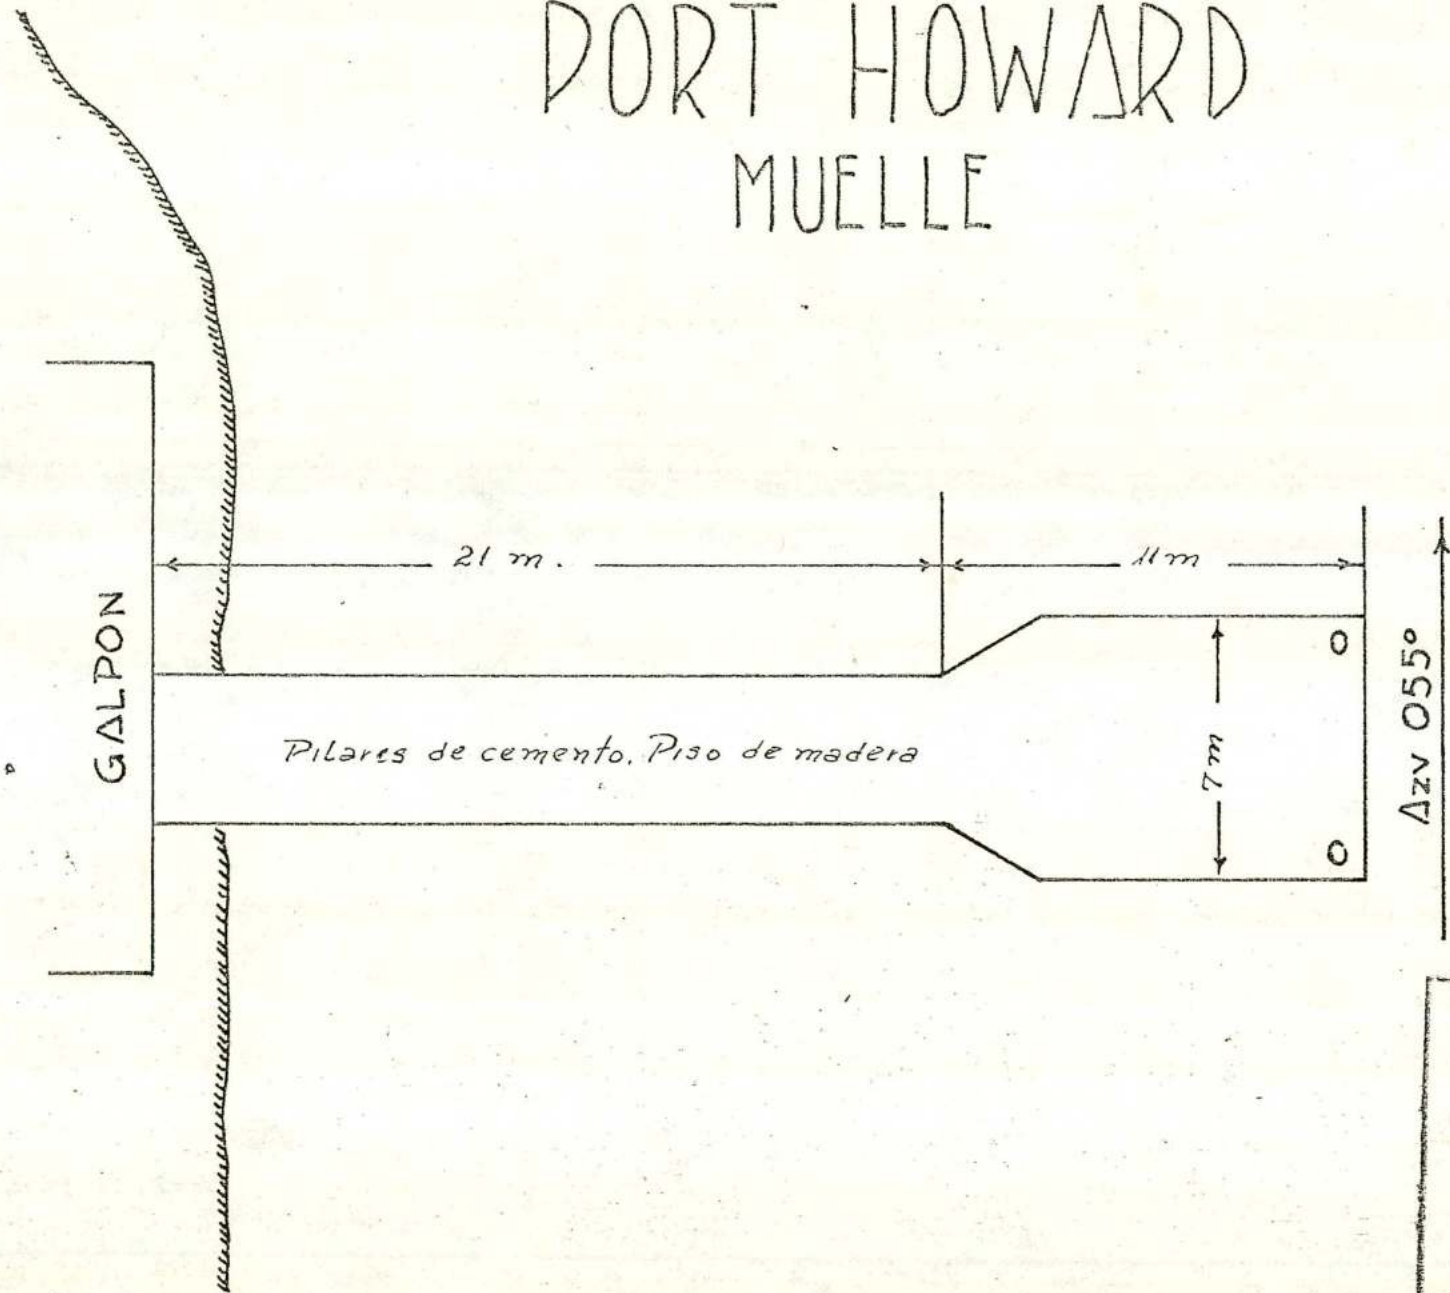 PORT HOWARD
MUELLE
21 m.
11 m
GALPON
Pilares de cemento. Piso de madera
7 m
Azv 055°